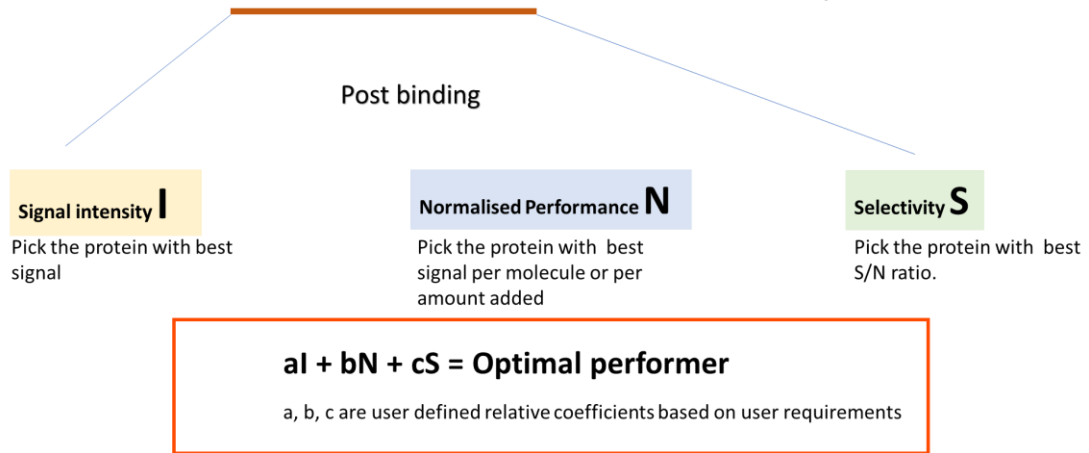 Post binding
Signal intensity I
Pick the protein with best
signal
Normalised Performance N
Pick the protein with best
signal per molecule or per
amount added
Selectivity S
Pick the protein with best
S/N ratio.
aI + bN + cS = Optimal performer
a, b, c are user defined relative coefficients based on user requirements